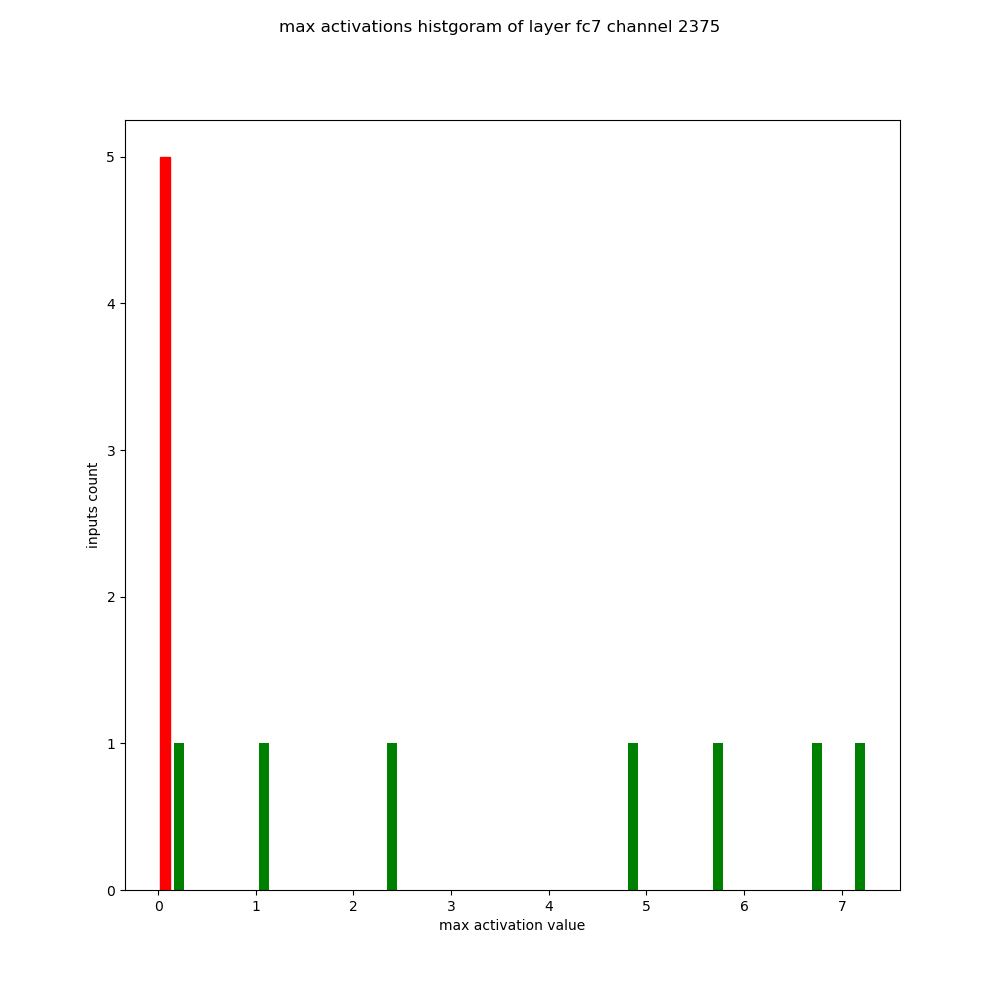 max activations histgoram of layer fc7 channel 2375
5
4
3
2
1
0
inputs count
0 1 2 3 4 5 6 7
max activation value